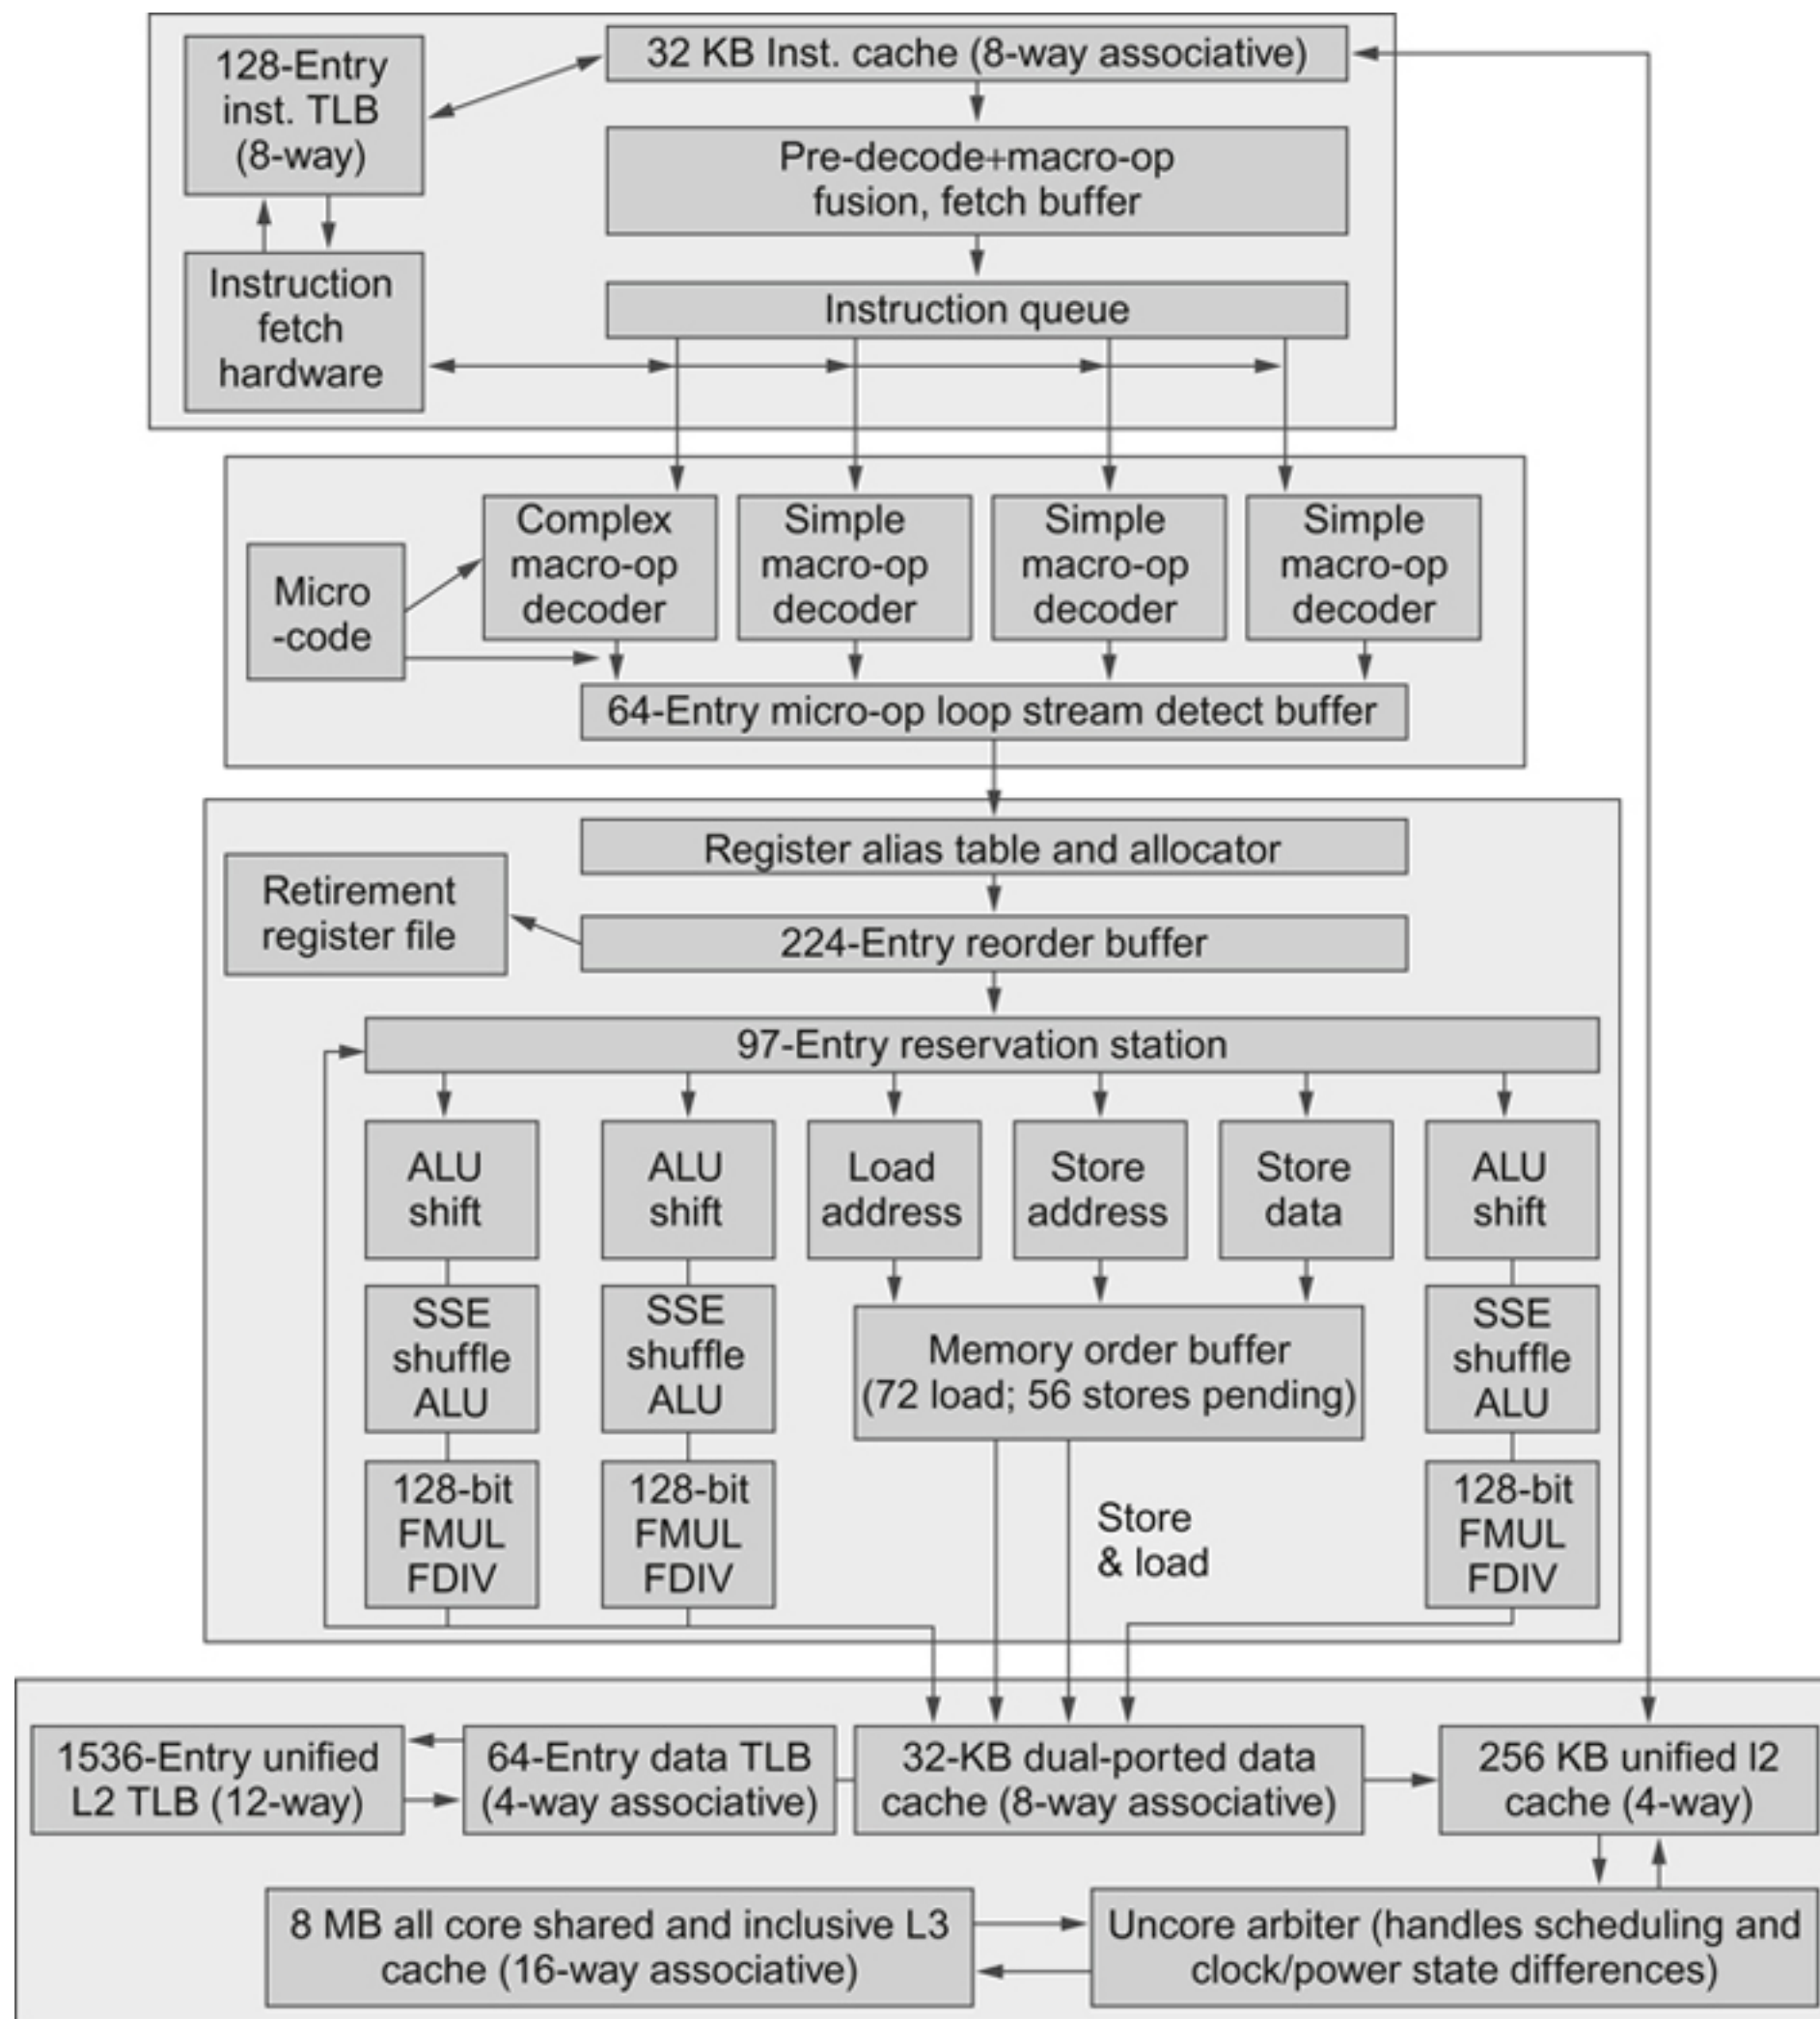 128-Entry
inst. TLB
(8-way)
32 KB Inst. cache (8-way associative)
Pre-decode+macro-op
fusion, fetch buffer
Instruction
fetch
hardware
Instruction queue
Micro
-code
Complex
macro-op
decoder
Simple
macro-op
decoder
Simple
macro-op
decoder
Simple
macro-op
decoder
64-Entry micro-op loop stream detect buffer
Register alias table and allocator
Retirement
register file
224-Entry reorder buffer
97-Entry reservation station
ALU
shift
ALU
shift
Load
address
Store
address
Store
data
ALU
shift
SSE
shuffle
ALU
SSE
shuffle
ALU
Memory order buffer
(72 load; 56 stores pending)
SSE
shuffle
ALU
128-bit
FMUL
FDIV
128-bit
FMUL
FDIV
Store
& load
128-bit
FMUL
FDIV
1536-Entry unified
L2 TLB (12-way)
64-Entry data TLB
(4-way associative)
32-KB dual-ported data
cache (8-way associative)
256 KB unified l2
cache (4-way)
8 MB all core shared and inclusive L3
cache (16-way associative)
Uncore arbiter (handles scheduling and
clock/power state differences)